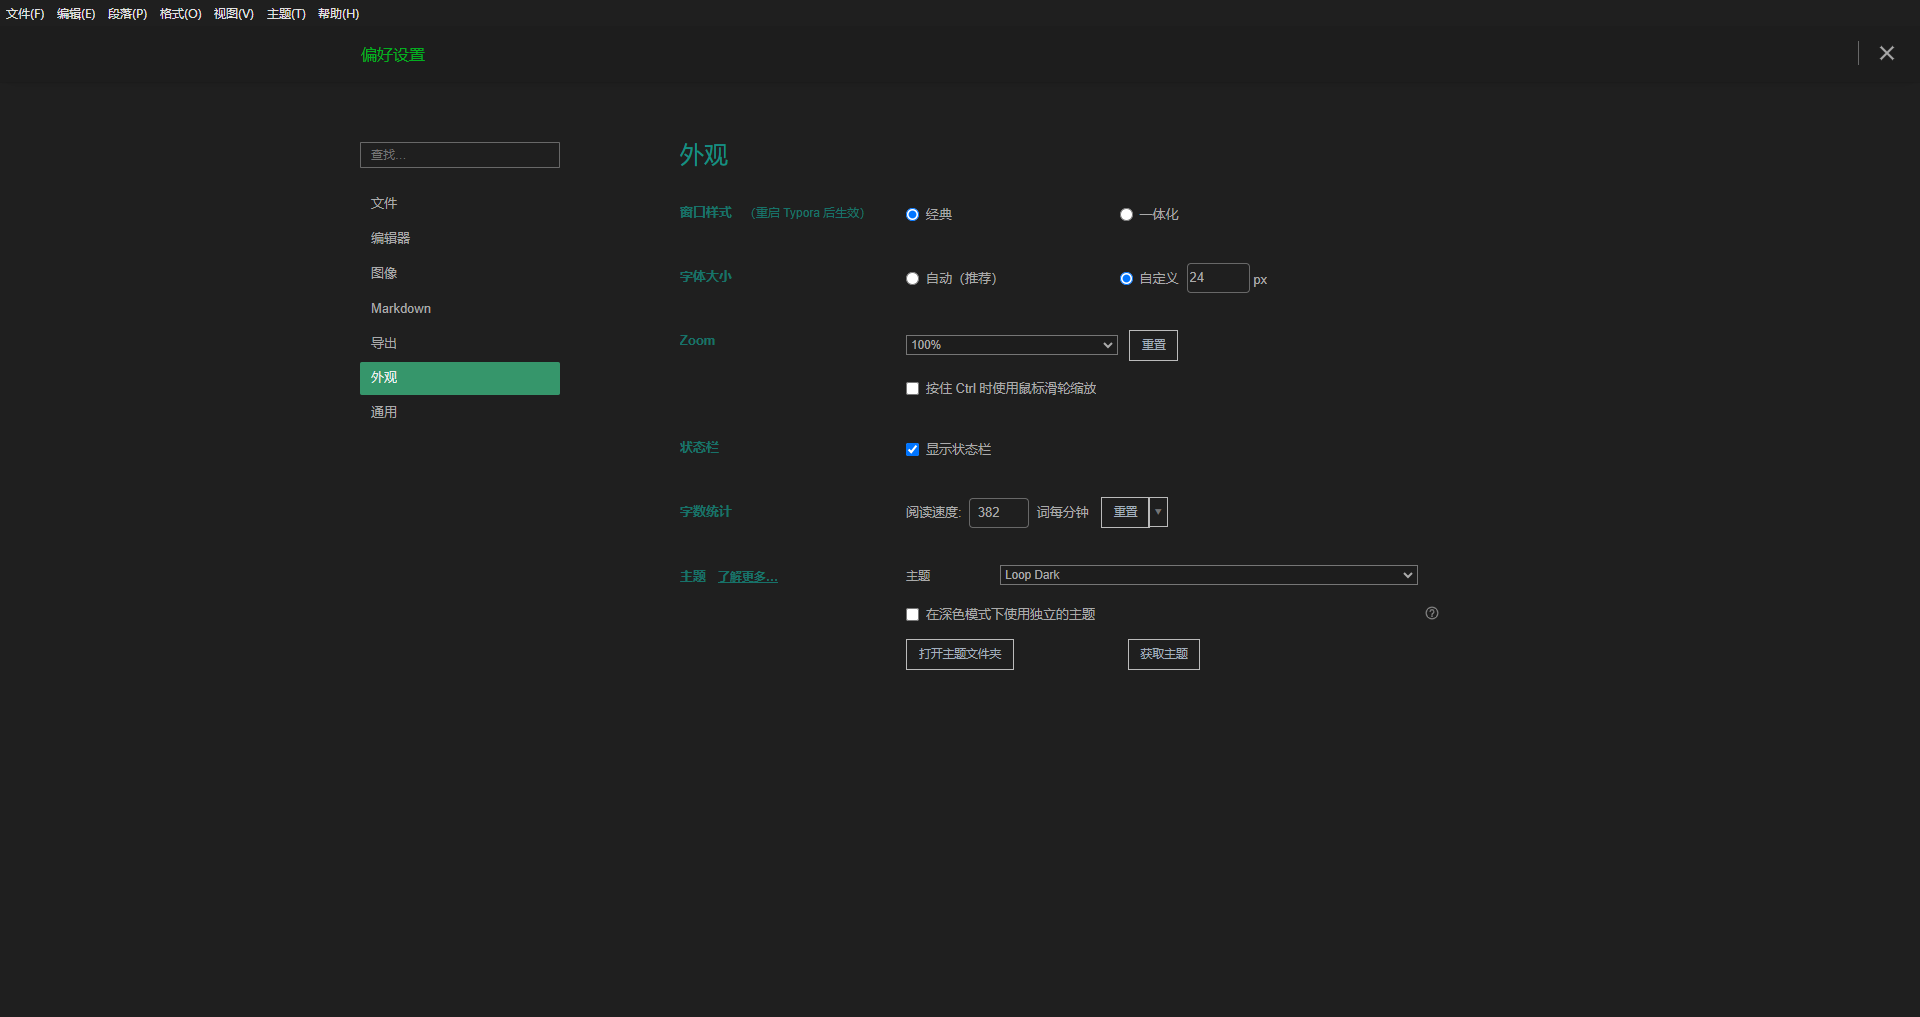 文件(F) 编辑(E) 段落(P) 格式(O) 视图(V) 主题(T) 帮助(H)
偏好设置
查找...
文件
编辑器
图像
Markdown
导出
外观
通用
外观
窗口样式 （重启 Typora 后生效） 经典 一体化
字体大小 自动（推荐） 自定义 24 px
Zoom 100% 重置
按住 Ctrl 时使用鼠标滑轮缩放
状态栏 显示状态栏
字数统计 阅读速度: 382 词每分钟 重置
主题 了解更多... 主题 Loop Dark
在深色模式下使用独立的主题
打开主题文件夹 获取主题